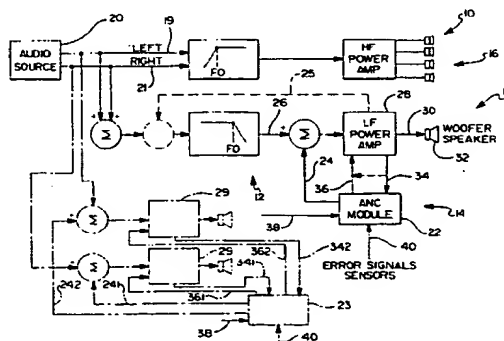 20
19
10
AUDIO SOURCE
LEFT
RIGHT
21
FO
HF POWER AMP
16
25
26
28
30
M
M
LF POWER AMP
WOOFER SPEAKER
FO
24
32
12
36
34
29
ANC MODULE
14
M
38
22
362
342
29
40
ERROR SIGNALS SENSORS
M
341
242
241
361
23
38
40